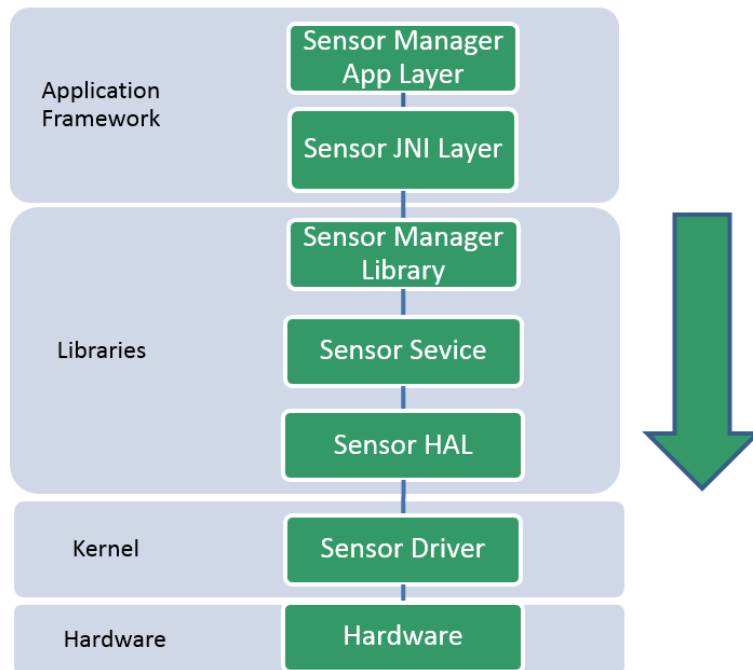 Sensor Manager
App Layer
Application
Framework
Sensor JNI Layer
Sensor Manager
Library
Libraries
Sensor Sevice
Sensor HAL
Kernel
Sensor Driver
Hardware
Hardware